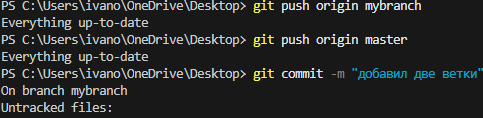 PS C:\Users\ivano\OneDrive\Desktop> git push origin mybranch
Everything up-to-date
PS C:\Users\ivano\OneDrive\Desktop> git push origin master
Everything up-to-date
PS C:\Users\ivano\OneDrive\Desktop> git commit -m "добавил две ветки"
On branch mybranch
Untracked files: